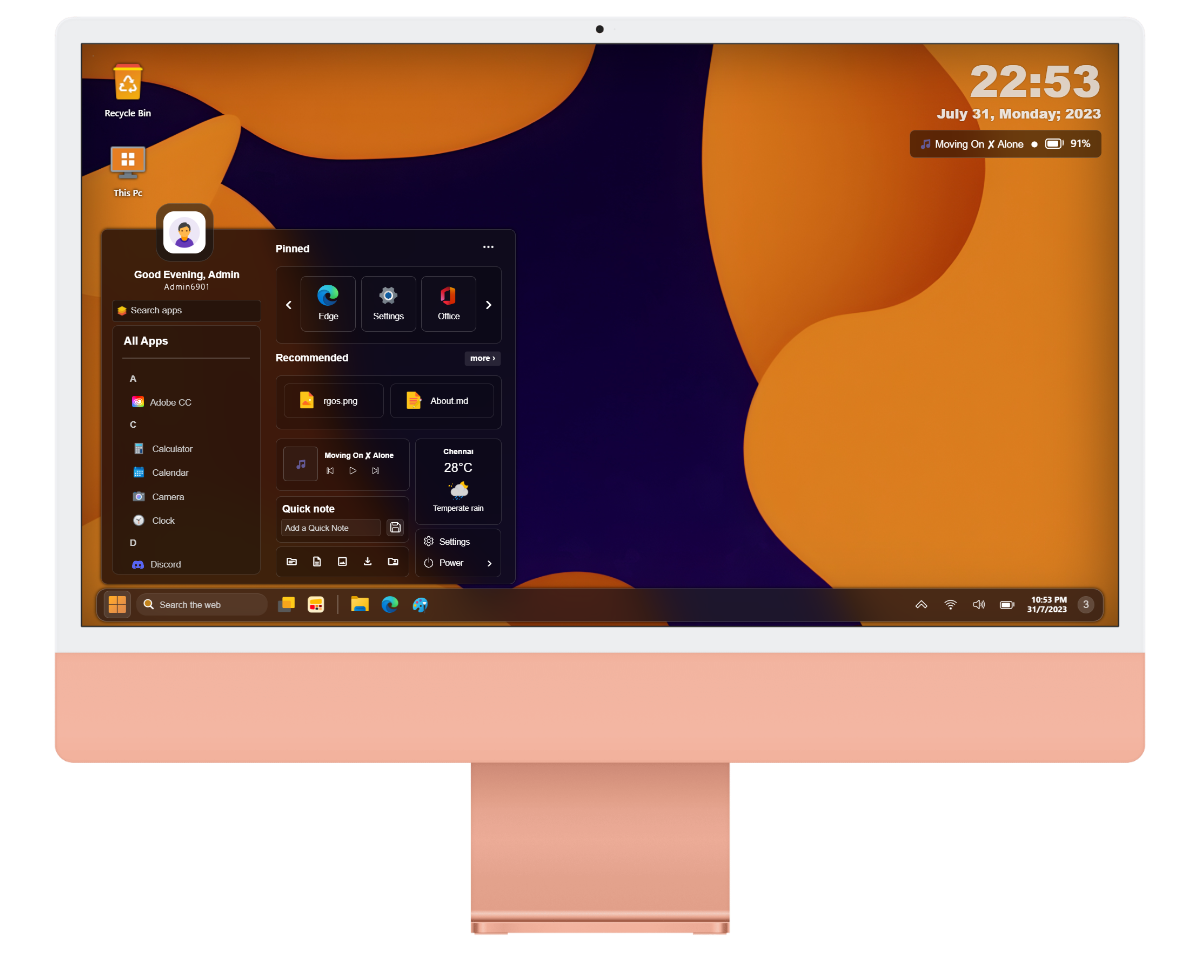 Recycle Bin
This Pc
22:53
July 31, Monday; 2023
Moving On ✗ Alone ● 91%
Good Evening, Admin
Admin6901
Search apps
All Apps
A
Adobe CC
C
Calculator
Calendar
Camera
Clock
D
Discord
Pinned
...
Edge
Settings
Office
Recommended
more ›
rgos.png
About.md
Moving On ✗ Alone
Chennai
28°C
Temperate rain
Quick note
Add a Quick Note
Settings
Power
Search the web
10:53 PM
31/7/2023
3